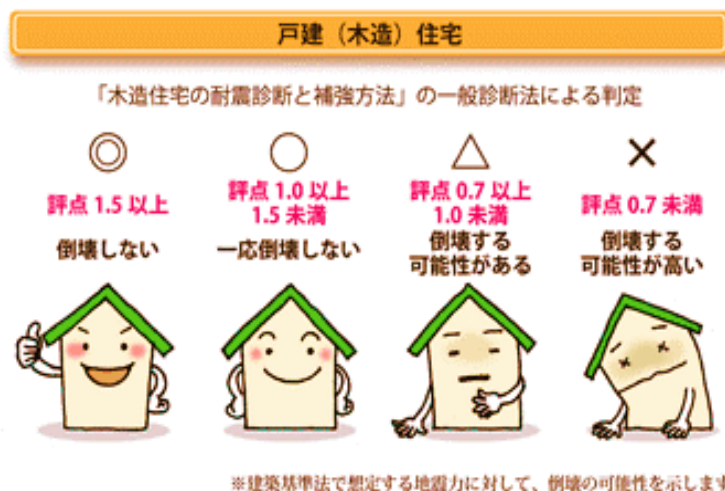 戸建（木造）住宅
「木造住宅の耐震診断と補強方法」の一般診断法による判定
◎
評点 1.5 以上
倒壊しない
○
評点 1.0 以上
1.5 未満
一応倒壊しない
△
評点 0.7 以上
1.0 未満
倒壊する
可能性がある
×
評点 0.7 未満
倒壊する
可能性が高い
※建築基準法で想定する地震力に対して、倒壊の可能性を示します